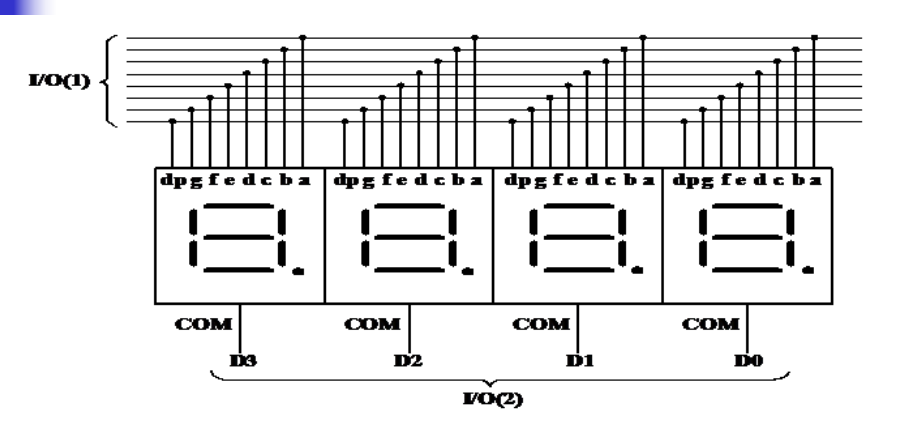 I/O(1)
dp g f e d c b a dp g f e d c b a dp g f e d c b a dp g f e d c b a
COM COM COM COM
D3 D2 D1 D0
I/O(2)